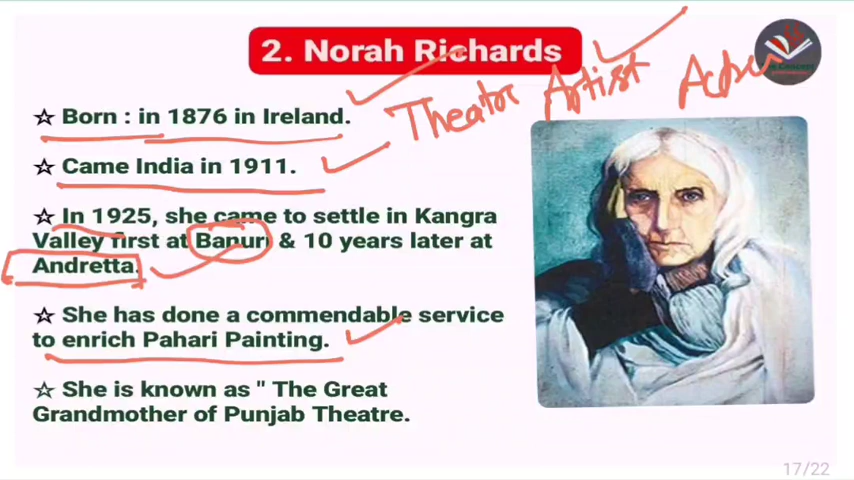 2. Norah Richards
Theatre Artist
☆ Born : in 1876 in Ireland.
☆ Came India in 1911.
☆ In 1925, she came to settle in Kangra
Valley first at Banuri & 10 years later at
Andretta.
☆ She has done a commendable service
to enrich Pahari Painting.
☆ She is known as " The Great
Grandmother of Punjab Theatre.
17/22